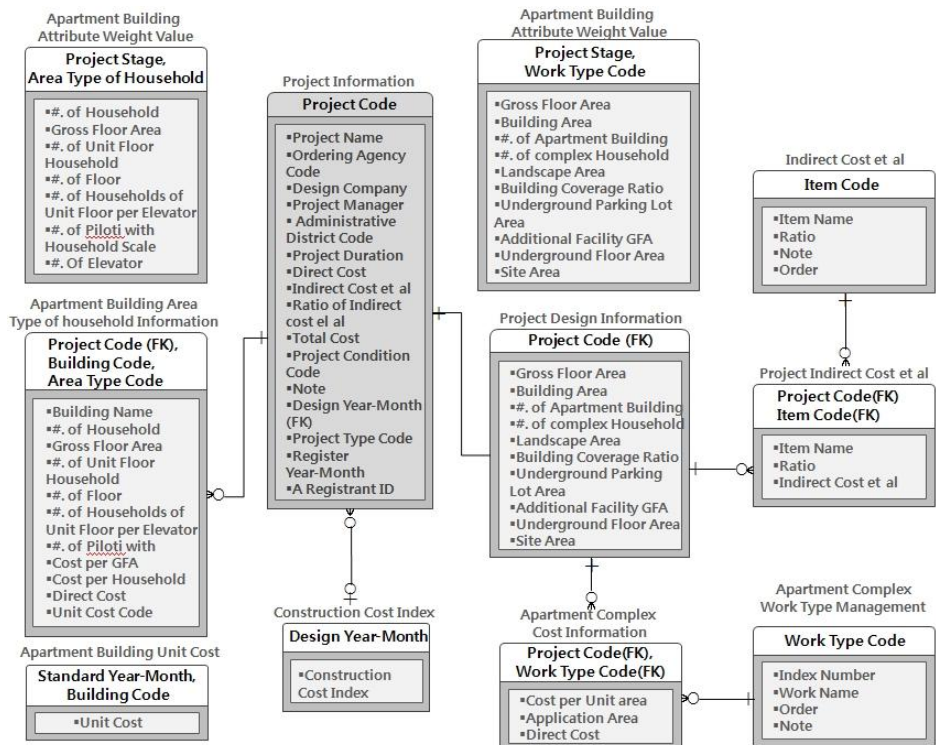 Apartment Building
Attribute Weight Value
Project Stage,
Area Type of Household
▪#. of Household
▪Gross Floor Area
▪#. of Unit Floor
Household
▪#. of Floor
▪#. of Households of
Unit Floor per Elevator
▪#. of Piloti with
Household Scale
▪#. Of Elevator
Apartment Building Area
Type of household Information
Project Code (FK),
Building Code,
Area Type Code
▪Building Name
▪#. of Household
▪Gross Floor Area
▪#. of Unit Floor
Household
▪#. of Floor
▪#. of Households of
Unit Floor per Elevator
▪#. of Piloti with
▪Cost per GFA
▪Cost per Household
▪Direct Cost
▪Unit Cost Code
Apartment Building Unit Cost
Standard Year-Month,
Building Code
▪Unit Cost
Project Information
Project Code
▪Project Name
▪Ordering Agency
Code
▪Design Company
▪Project Manager
▪ Administrative
District Code
▪Project Duration
▪Direct Cost
▪Indirect Cost et al
▪Ratio of Indirect
cost el al
▪Total Cost
▪Project Condition
Code
▪Note
▪Design Year-Month
(FK)
▪Project Type Code
▪Register
Year-Month
▪A Registrant ID
Construction Cost Index
Design Year-Month
▪Construction
Cost Index
Apartment Building
Attribute Weight Value
Project Stage,
Work Type Code
▪Gross Floor Area
▪Building Area
▪#. of Apartment Building
▪#. of complex Household
▪Landscape Area
▪Building Coverage Ratio
▪Underground Parking Lot
Area
▪Additional Facility GFA
▪Underground Floor Area
▪Site Area
Project Design Information
Project Code (FK)
▪Gross Floor Area
▪Building Area
▪#. of Apartment Building
▪#. of complex Household
▪Landscape Area
▪Building Coverage Ratio
▪Underground Parking
Lot Area
▪Additional Facility GFA
▪Underground Floor Area
▪Site Area
Apartment Complex
Cost Information
Project Code(FK),
Work Type Code(FK)
▪Cost per Unit area
▪Application Area
▪Direct Cost
Indirect Cost et al
Item Code
▪Item Name
▪Ratio
▪Note
▪Order
Project Indirect Cost et al
Project Code(FK)
Item Code(FK)
▪Item Name
▪Ratio
▪Indirect Cost et al
Apartment Complex
Work Type Management
Work Type Code
▪Index Number
▪Work Name
▪Order
▪Note